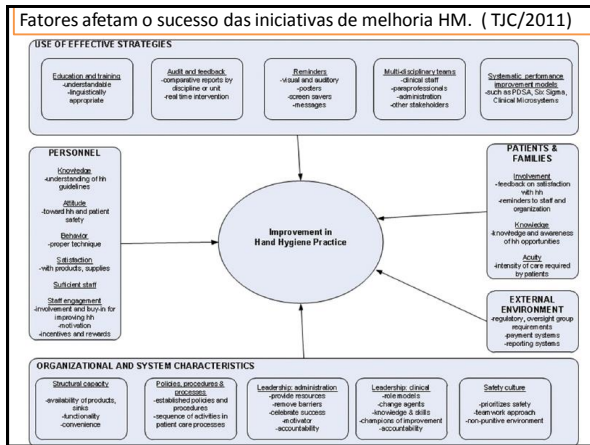 Fatores afetam o sucesso das iniciativas de melhoria HM. ( TJC/2011)
USE OF EFFECTIVE STRATEGIES
Education and training
-understandable
-linguistically
appropriate
Audit and feedback
-comparative reports by
discipline or unit
-real time intervention
Reminders
-visual and auditory
-posters
-screen savers
-messages
Multi-disciplinary teams
-clinical staff
-paraprofessionals
-administration
-other stakeholders
Systematic performance
improvement models
-such as PDSA, Six Sigma,
Clinical Microsystems
PERSONNEL
Knowledge
-understanding of hh
guidelines
Attitude
-toward hh and patient
safety
Behavior
-proper technique
Satisfaction
-with products, supplies
Sufficient staff
Staff engagement
-involvement and buy-in for
improving hh
-motivation
-incentives and rewards
Improvement in
Hand Hygiene Practice
PATIENTS &
FAMILIES
Involvement
-feedback on satisfaction
with hh
-reminders to staff and
organization
Knowledge
-knowledge and awareness
of hh opportunities
Acuity
-intensity of care required
by patients
EXTERNAL
ENVIRONMENT
-regulatory, oversight group
requirements
-payment systems
-reporting systems
ORGANIZATIONAL AND SYSTEM CHARACTERISTICS
Structural capacity
-availability of products,
sinks
-functionality
-convenience
Policies, procedures &
processes
-established policies and
procedures
-sequence of activities in
patient care processes
Leadership: administration
-provide resources
-remove barriers
-celebrate success
-motivator
-accountability
Leadership: clinical
-role models
-change agents
-knowledge & skills
-champions of improvement
-accountability
Safety culture
-prioritizes safety
-teamwork approach
-non-punitive environment